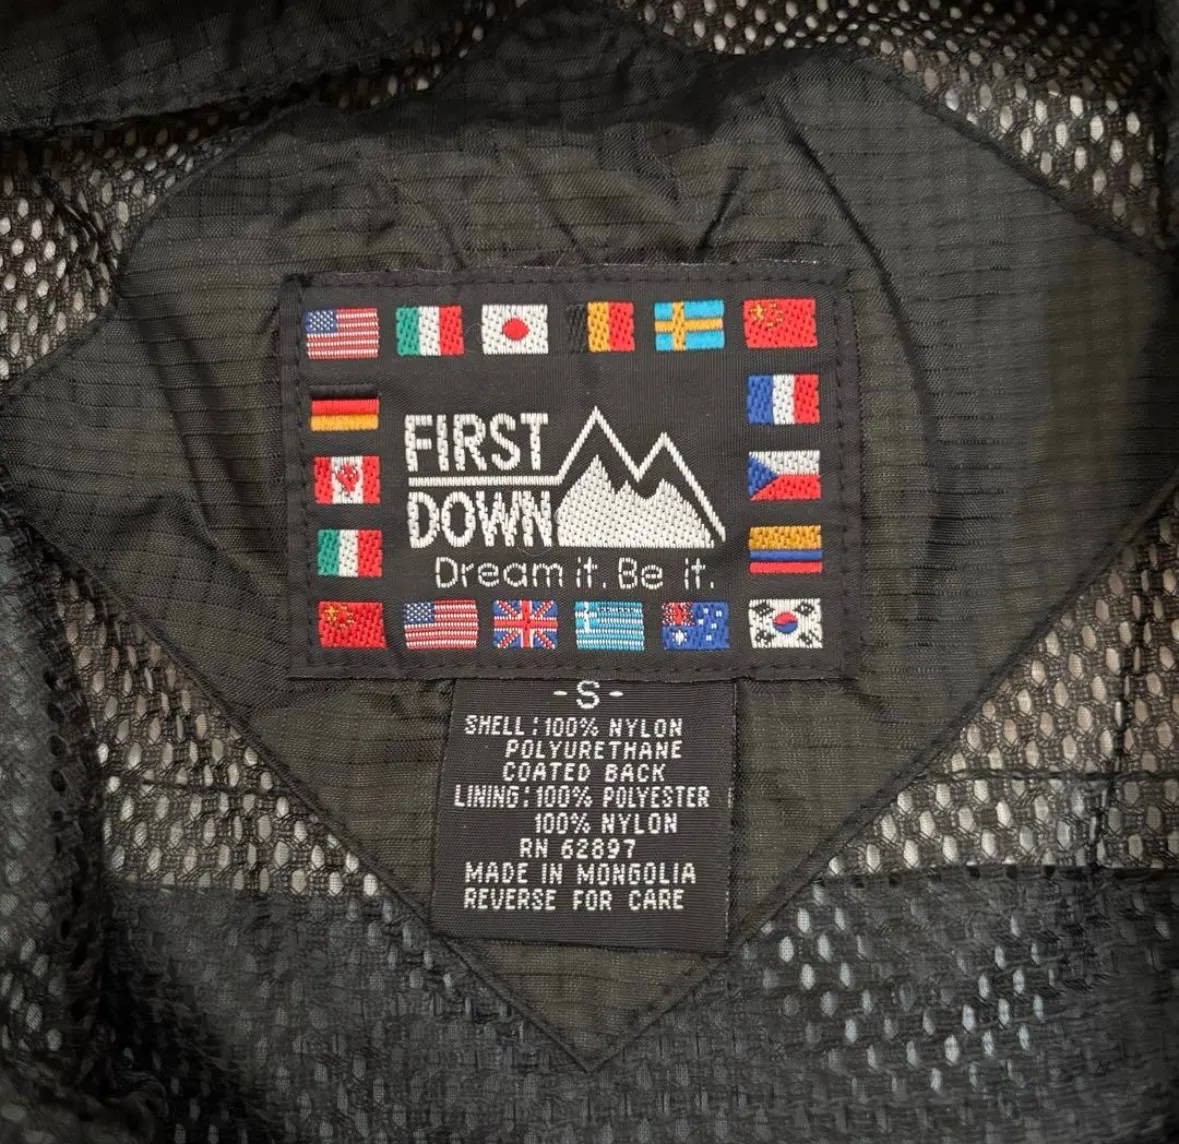 FIRST
DOWN
Dream it. Be it.
-S-
SHELL:100% NYLON
POLYURETHANE
COATED BACK
LINING:100% POLYESTER
100% NYLON
RN 62897
MADE IN MONGOLIA
REVERSE FOR CARE